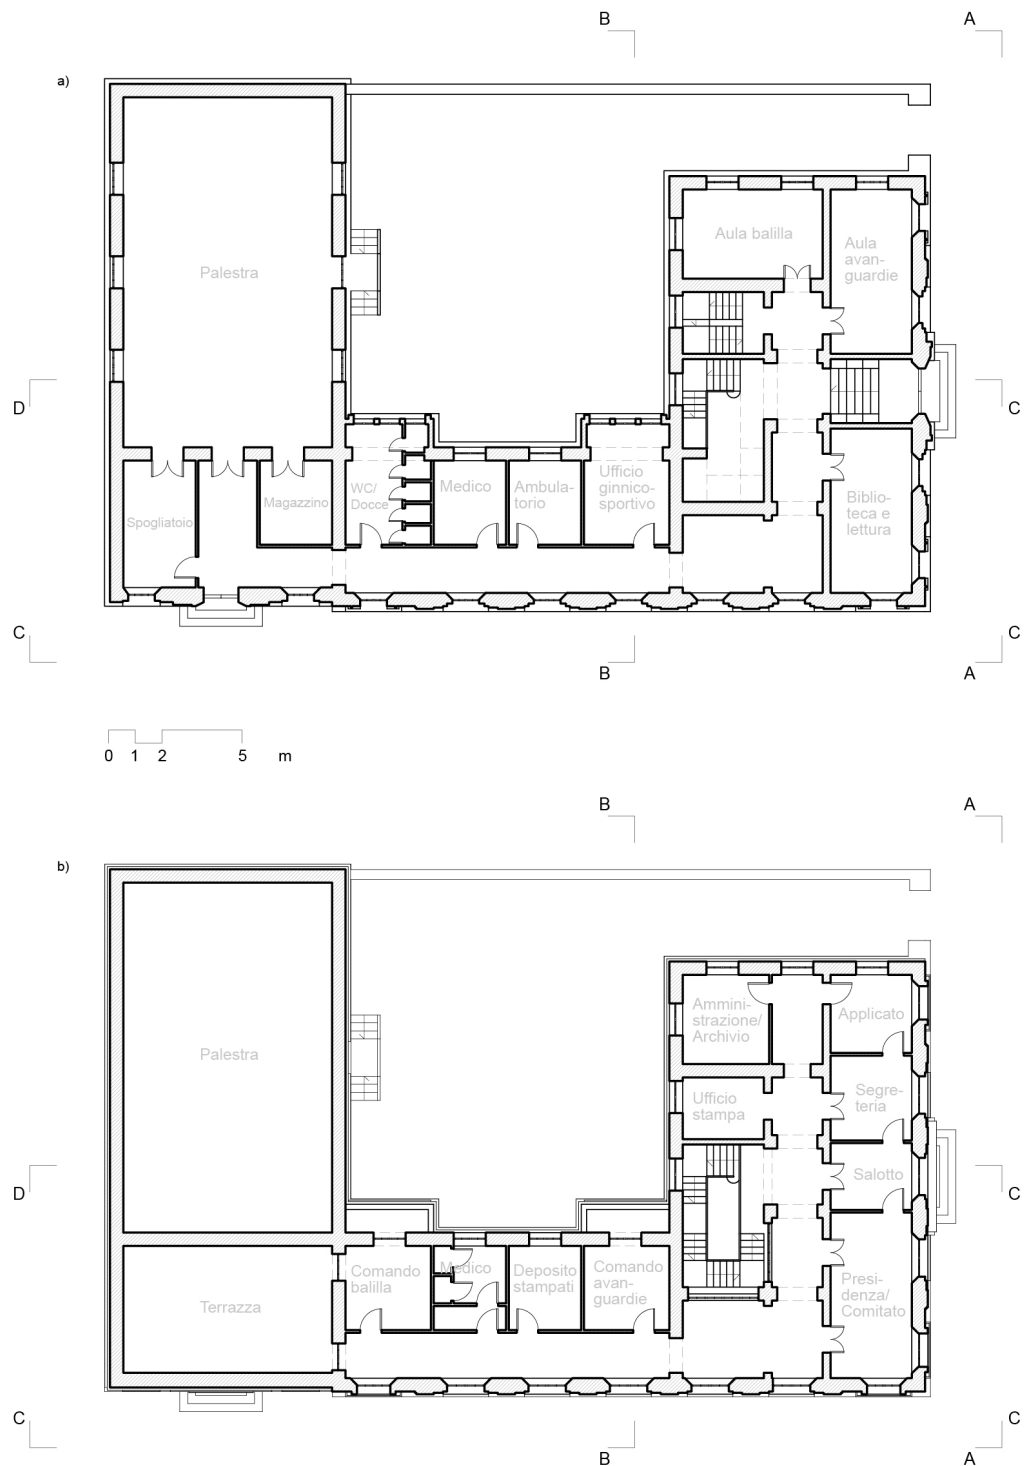 B
A
a)
Aula balilla
Aula
avan-
guardie
Palestra
D
C
WC/
Docce
Medico
Ambula-
torio
Ufficio
ginnico-
sportivo
Spogliatoio
Magazzino
Biblio-
teca e
lettura
C
C
B
A
0 1 2 5 m
B
A
b)
Ammini-
strazione/
Archivio
Applicato
Palestra
Ufficio
stampa
Segre-
teria
D
C
Salotto
Comando
balilla
Medico
Deposito
stampati
Comando
avan-
guardie
Presi-
denza/
Comitato
Terrazza
C
C
B
A